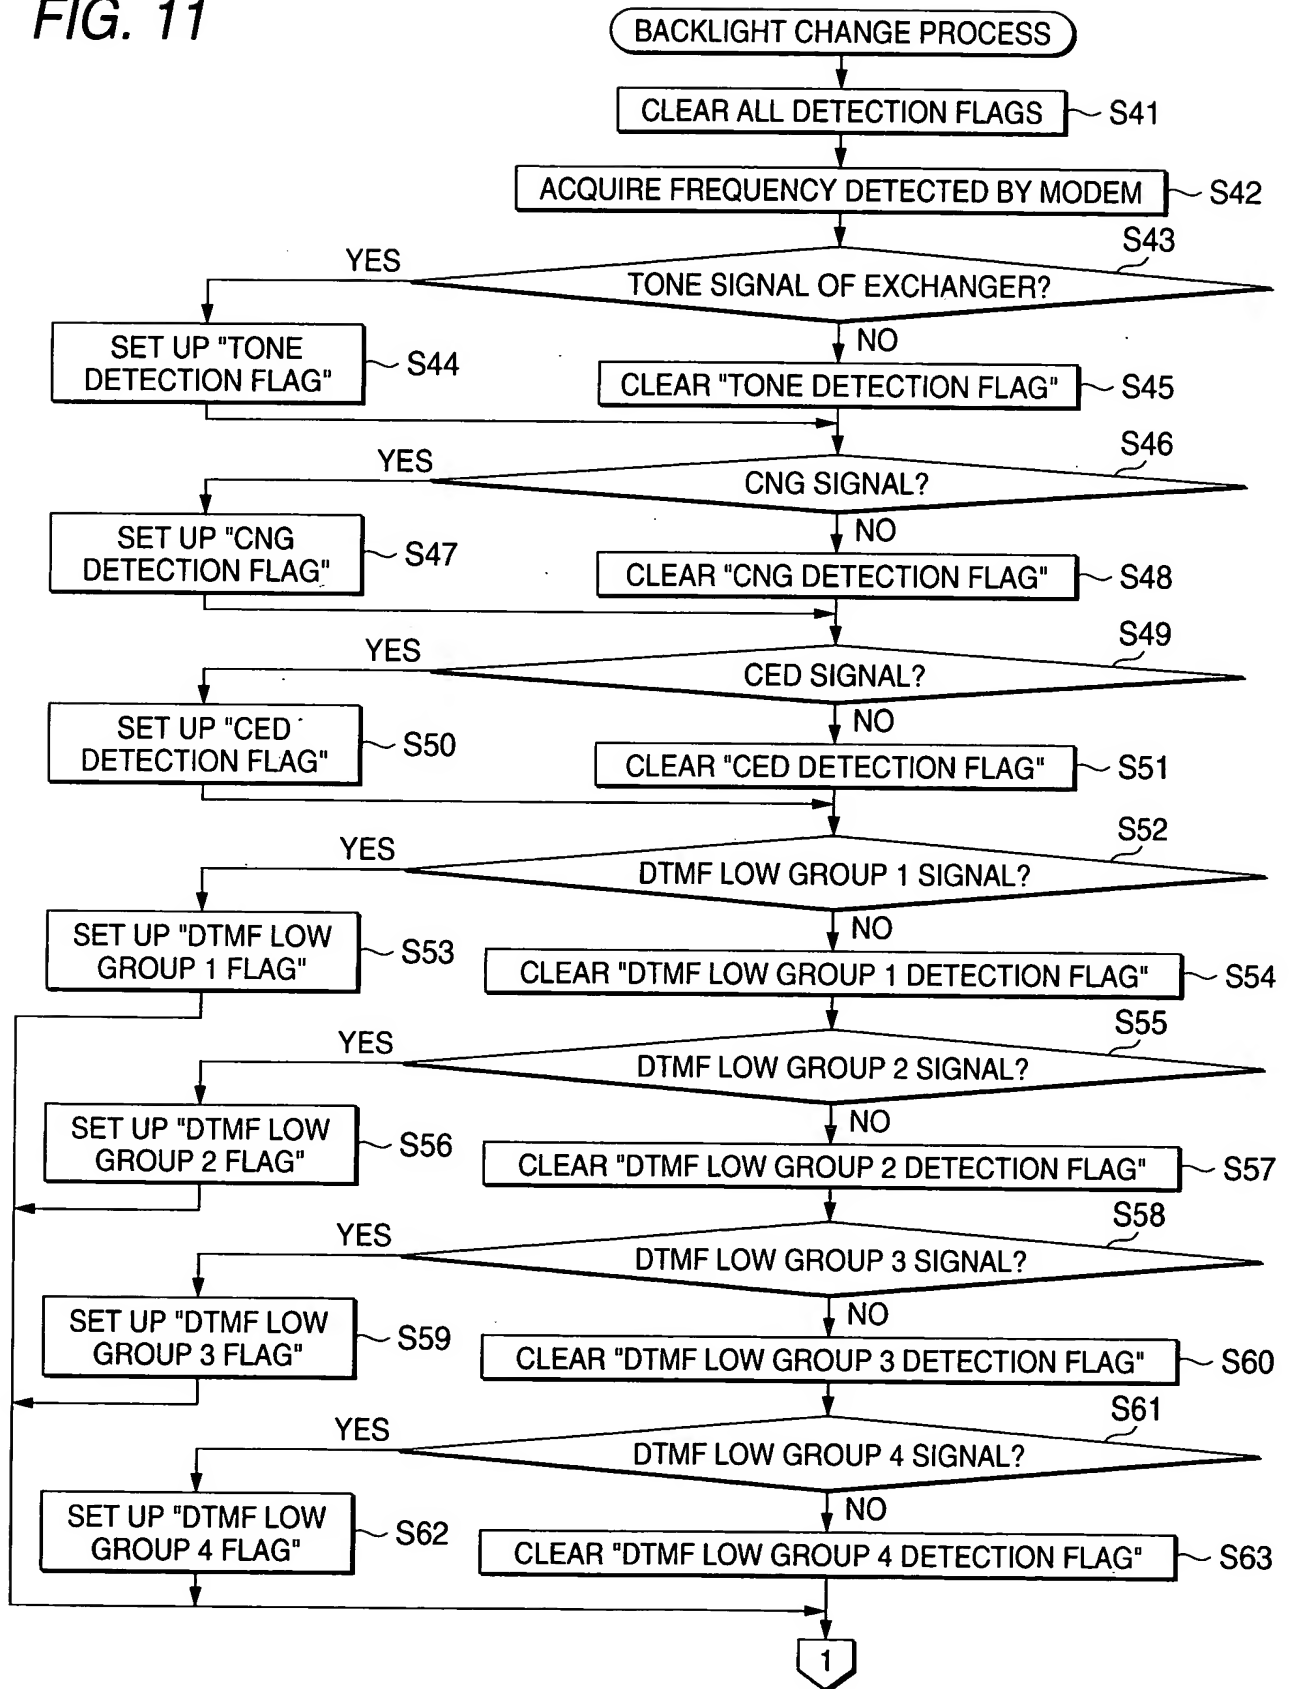 FIG. 11
BACKLIGHT CHANGE PROCESS
CLEAR ALL DETECTION FLAGS
S41
ACQUIRE FREQUENCY DETECTED BY MODEM
S42
S43
YES
TONE SIGNAL OF EXCHANGER?
NO
SET UP "TONE
DETECTION FLAG"
S44
CLEAR "TONE DETECTION FLAG"
S45
S46
YES
CNG SIGNAL?
NO
SET UP "CNG
DETECTION FLAG"
S47
CLEAR "CNG DETECTION FLAG"
S48
S49
YES
CED SIGNAL?
NO
SET UP "CED
DETECTION FLAG"
S50
CLEAR "CED DETECTION FLAG"
S51
S52
YES
DTMF LOW GROUP 1 SIGNAL?
NO
SET UP "DTMF LOW
GROUP 1 FLAG"
S53
CLEAR "DTMF LOW GROUP 1 DETECTION FLAG"
S54
S55
YES
DTMF LOW GROUP 2 SIGNAL?
NO
SET UP "DTMF LOW
GROUP 2 FLAG"
S56
CLEAR "DTMF LOW GROUP 2 DETECTION FLAG"
S57
S58
YES
DTMF LOW GROUP 3 SIGNAL?
NO
SET UP "DTMF LOW
GROUP 3 FLAG"
S59
CLEAR "DTMF LOW GROUP 3 DETECTION FLAG"
S60
S61
YES
DTMF LOW GROUP 4 SIGNAL?
NO
SET UP "DTMF LOW
GROUP 4 FLAG"
S62
CLEAR "DTMF LOW GROUP 4 DETECTION FLAG"
S63
1